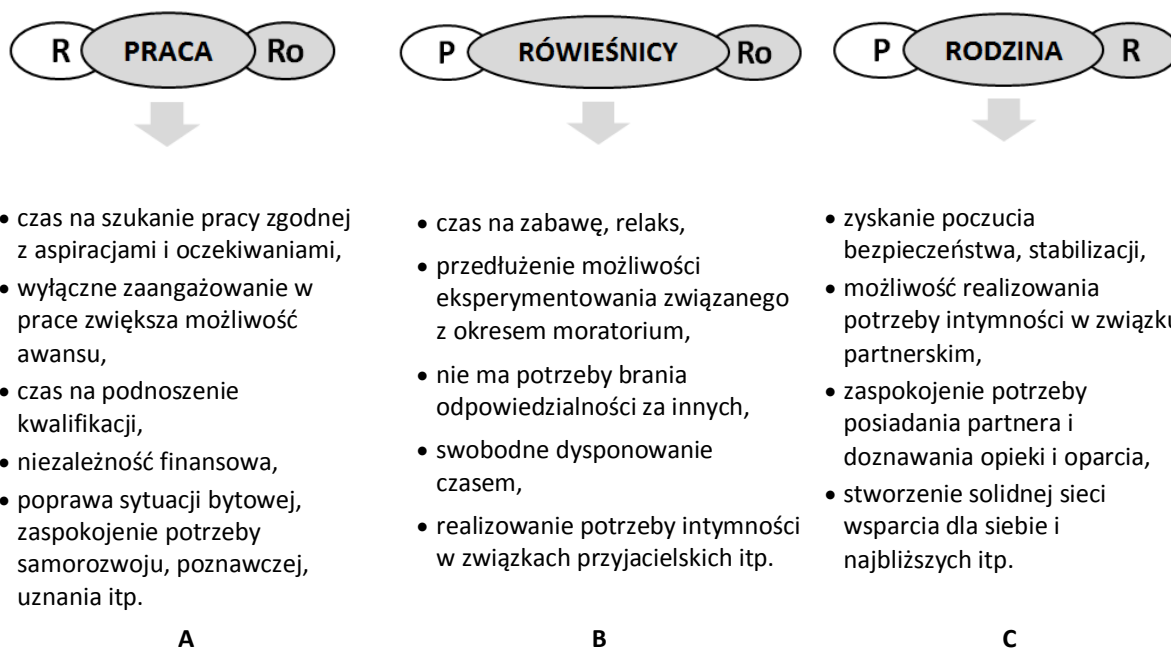 R PRACA Ro
P RÓWIEŚNICY Ro
P RODZINA R
• czas na szukanie pracy zgodnej
z aspiracjami i oczekiwaniami,
• wyłączne zaangażowanie w
prace zwiększa możliwość
awansu,
• czas na podnoszenie
kwalifikacji,
• niezależność finansowa,
• poprawa sytuacji bytowej,
zaspokojenie potrzeby
samorozwoju, poznawczej,
uznania itp.
A
• czas na zabawę, relaks,
• przedłużenie możliwości
eksperymentowania związanego
z okresem moratorium,
• nie ma potrzeby brania
odpowiedzialności za innych,
• swobodne dysponowanie
czasem,
• realizowanie potrzeby intymności
w związkach przyjacielskich itp.
B
• zyskanie poczucia
bezpieczeństwa, stabilizacji,
• możliwość realizowania
potrzeby intymności w związku
partnerskim,
• zaspokojenie potrzeby
posiadania partnera i
doznawania opieki i oparcia,
• stworzenie solidnej sieci
wsparcia dla siebie i
najbliższych itp.
C